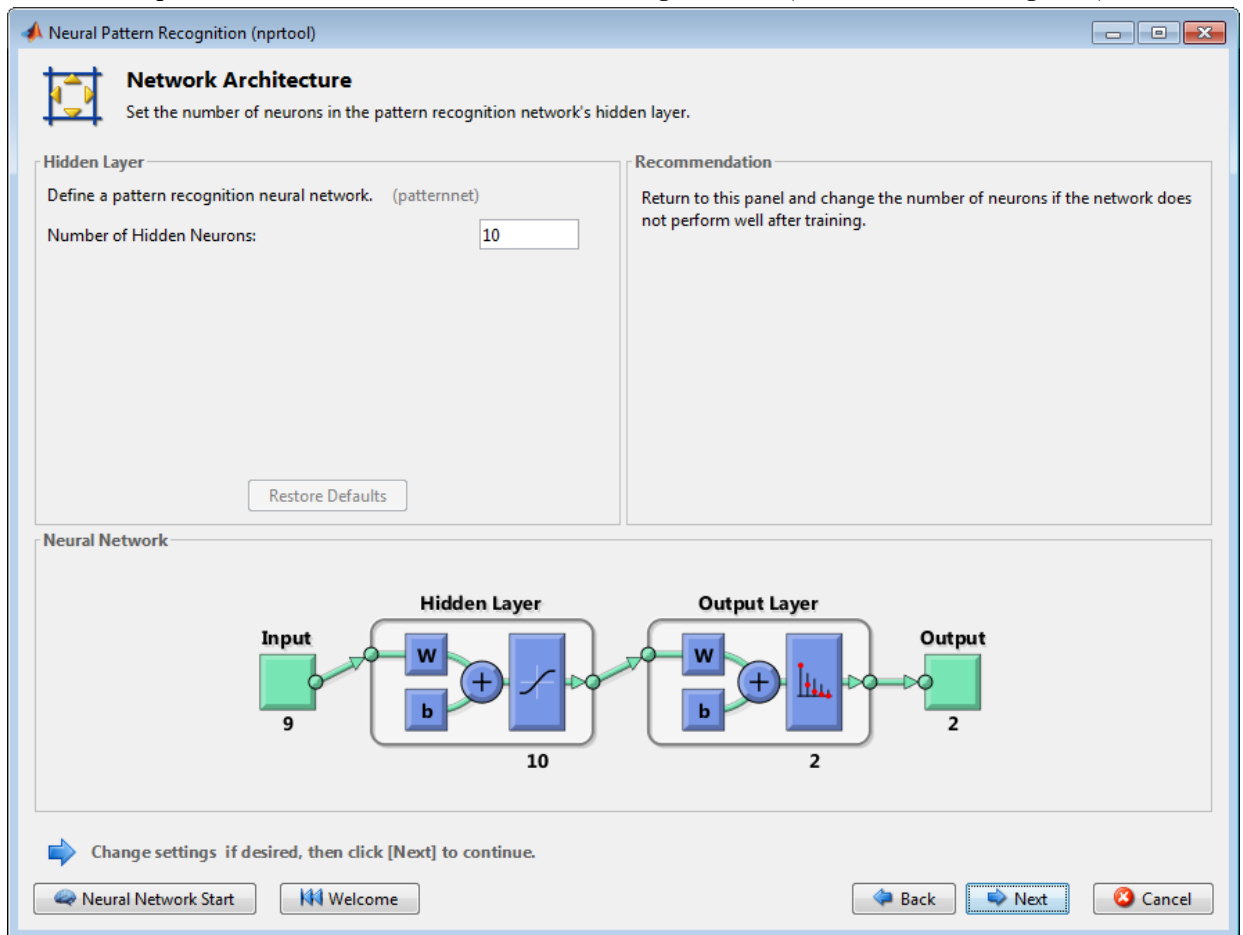 Neural Pattern Recognition (nprtool)
Network Architecture
Set the number of neurons in the pattern recognition network's hidden layer.
Hidden Layer
Define a pattern recognition neural network. (patternnet)
Number of Hidden Neurons: 10
Restore Defaults
Recommendation
Return to this panel and change the number of neurons if the network does
not perform well after training.
Neural Network
Hidden Layer
Output Layer
Input
Output
W
W
b
b
9
10
2
2
Change settings if desired, then click [Next] to continue.
Neural Network Start
Welcome
Back
Next
Cancel